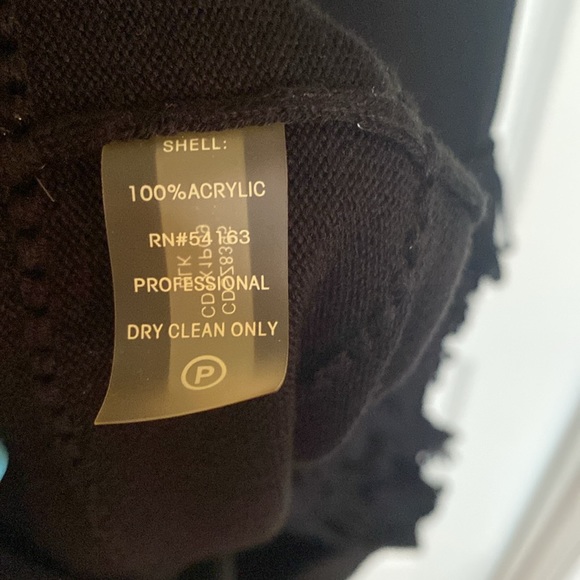 SHELL:
100%ACRYLIC
RN#54163
PROFESSIONAL
DRY CLEAN ONLY
P